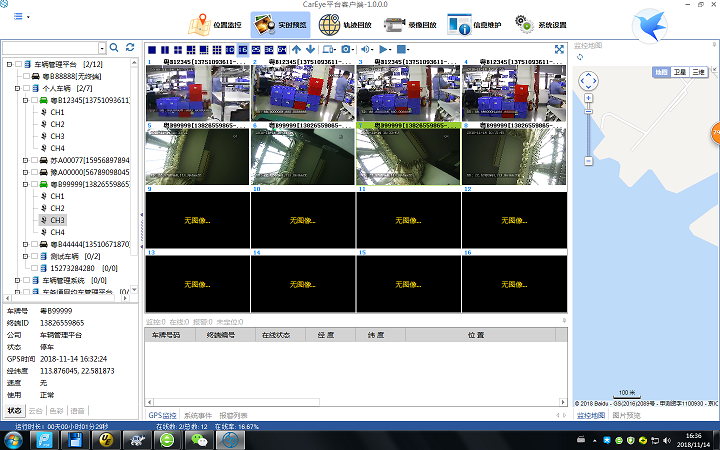 CarEye平台客户端-1.0.0.0
位置监控
实时预览
轨迹回放
录像回放
信息维护
系统设置
车辆管理平台 [2/12]
粤B88888[无终端]
个人车辆 [2/7]
粤B12345[13751093611]
CH1
CH2
CH3
CH4
苏A00077[15956897894
豫A00000[56789098045
粤B99999[13826559865]
CH1
CH2
CH3
CH4
粤B44444[13510671870]
测试车辆 [0/2]
15273284280 [0/0]
车辆管理系统 [0/0]
车牌号 粤B99999
终端ID 13826559865
公司 车辆管理平台
状态 停车
GPS时间 2018-11-14 16:32:24
经纬度 113.876045, 22.581873
速度 无
使用 正常
状态 云台 色彩 语音
10 16 25 36 64
1 粤B12345[13751093611-...
2 粤B12345[13751093611-...
3 粤B12345[13751093611-...
4 粤B12345[13751093611-...
5 粤B99999[13826559865-...
6 粤B99999[13826559865-...
7 粤B99999[13826559865-...
8 粤B99999[13826559865-...
9 10 11 12
无图像... 无图像... 无图像... 无图像...
13 14 15 16
无图像... 无图像... 无图像... 无图像...
监控:0 在线:0 报警:0 未定位:0
车牌号码 终端编号 在线状态 经度 纬度 位置
GPS监控 系统事件 报警列表
监控地图
地图 卫星 三维
100 米
© 2018 Baidu - GS(2016)2089号 - 甲测资字1100930 - 京IC
监控地图 图片预览
运行时长: 00天00小时01分29秒
在线数: 2/总数: 12 在线率: 16.67%
16:36
2018/11/14